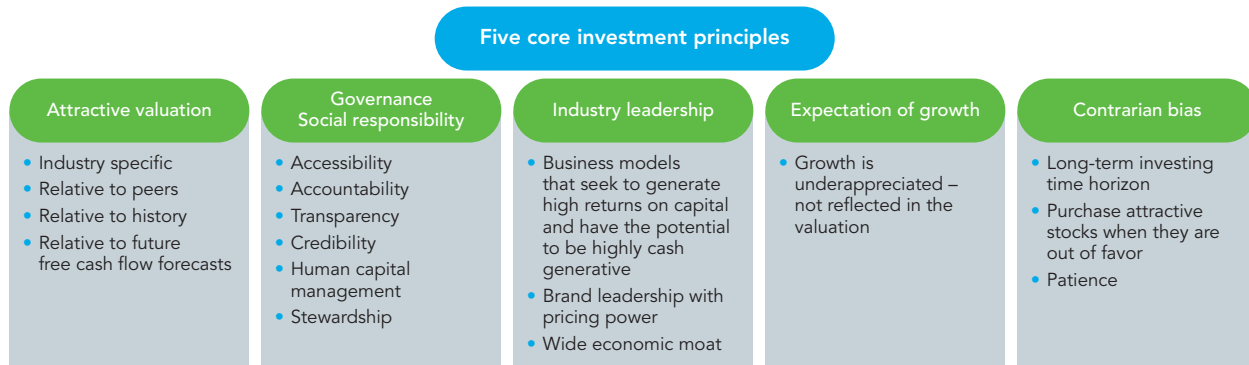 Five core investment principles
Attractive valuation
• Industry specific
• Relative to peers
• Relative to history
• Relative to future
free cash flow forecasts
Governance
Social responsibility
• Accessibility
• Accountability
• Transparency
• Credibility
• Human capital
management
• Stewardship
Industry leadership
• Business models
that seek to generate
high returns on capital
and have the potential
to be highly cash
generative
• Brand leadership with
pricing power
• Wide economic moat
Expectation of growth
• Growth is
underappreciated –
not reflected in the
valuation
Contrarian bias
• Long-term investing
time horizon
• Purchase attractive
stocks when they are
out of favor
• Patience